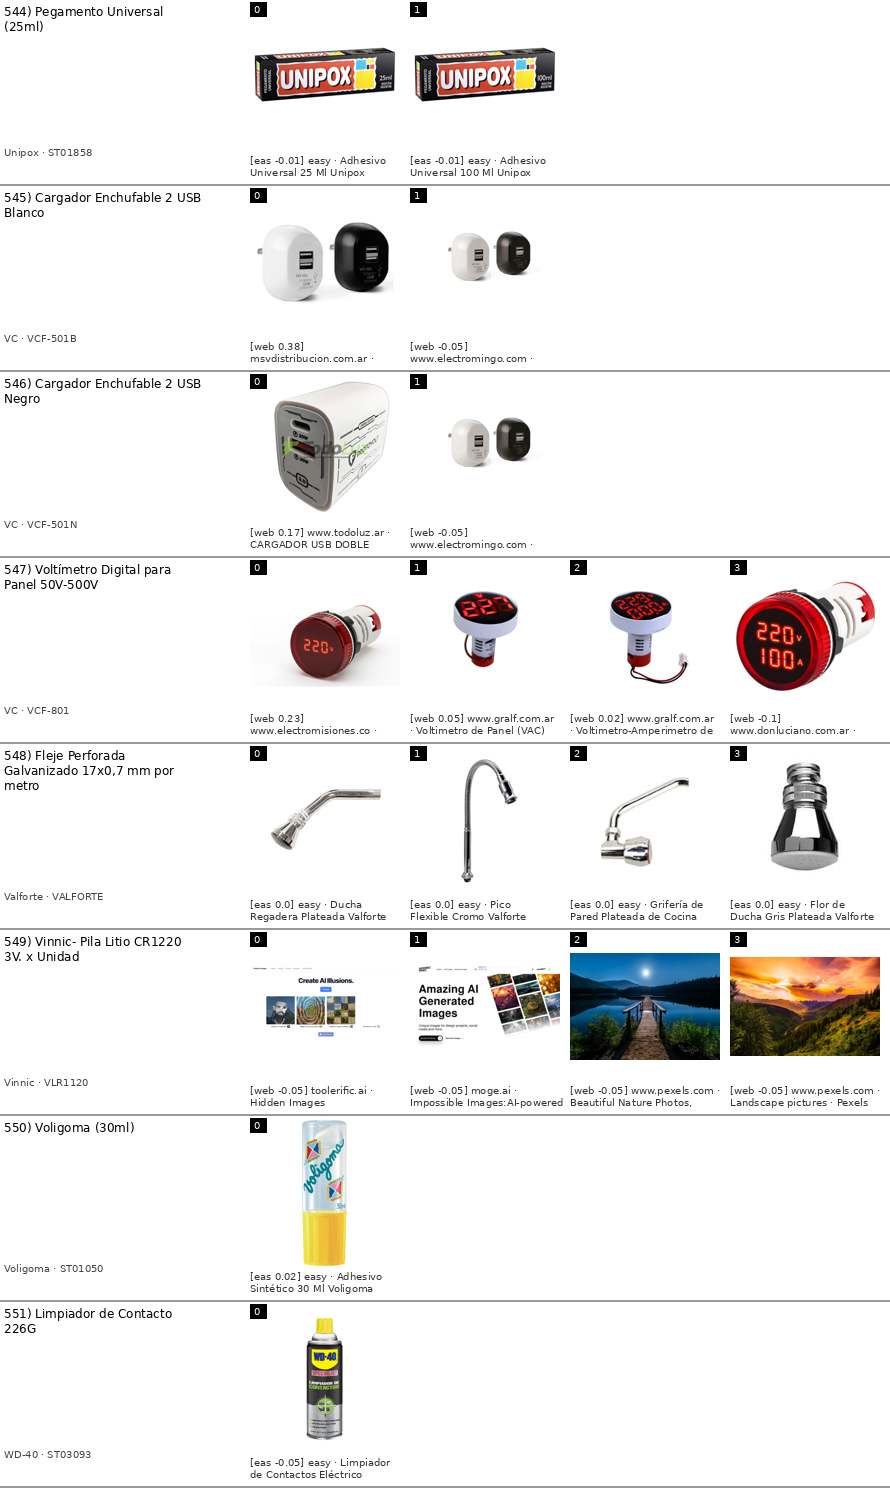 544) Pegamento Universal
(25ml)
Unipox · ST01858
0
UNIPOX
25ml
[eas -0.01] easy · Adhesivo
Universal 25 Ml Unipox
1
UNIPOX
100ml
[eas -0.01] easy · Adhesivo
Universal 100 Ml Unipox
545) Cargador Enchufable 2 USB
Blanco
VC · VCF-501B
0
[web 0.38]
msvdistribucion.com.ar ·
1
[web -0.05]
www.electromingo.com ·
546) Cargador Enchufable 2 USB
Negro
VC · VCF-501N
0
[web 0.17] www.todoluz.ar ·
CARGADOR USB DOBLE
1
[web -0.05]
www.electromingo.com ·
547) Voltímetro Digital para
Panel 50V-500V
VC · VCF-801
0
220v
[web 0.23]
www.electromisiones.co ·
1
[web 0.05] www.gralf.com.ar
· Voltimetro de Panel (VAC)
2
[web 0.02] www.gralf.com.ar
· Voltimetro-Amperimetro de
3
220v
100A
[web -0.1]
www.donluciano.com.ar ·
548) Fleje Perforada
Galvanizado 17x0,7 mm por
metro
Valforte · VALFORTE
0
[eas 0.0] easy · Ducha
Regadera Plateada Valforte
1
[eas 0.0] easy · Pico
Flexible Cromo Valforte
2
[eas 0.0] easy · Grifería de
Pared Plateada de Cocina
3
[eas 0.0] easy · Flor de
Ducha Gris Plateada Valforte
549) Vinnic- Pila Litio CR1220
3V. x Unidad
Vinnic · VLR1120
0
Create AI Illusions.
[web -0.05] toolerific.ai ·
Hidden Images
1
Amazing AI
Generated
Images
[web -0.05] moge.ai ·
Impossible Images:AI-powered
2
[web -0.05] www.pexels.com ·
Beautiful Nature Photos,
3
[web -0.05] www.pexels.com ·
Landscape pictures · Pexels
550) Voligoma (30ml)
Voligoma · ST01050
0
voligoma
[eas 0.02] easy · Adhesivo
Sintético 30 Ml Voligoma
551) Limpiador de Contacto
226G
WD-40 · ST03093
0
WD-40
[eas -0.05] easy · Limpiador
de Contactos Eléctrico